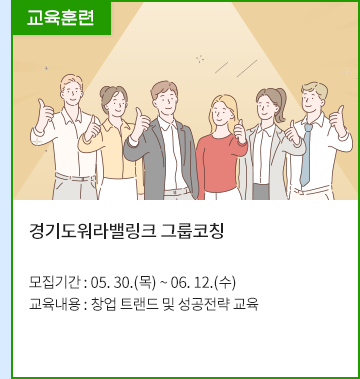 교육훈련
경기도워라밸링크 그룹코칭
모집기간 : 05. 30.(목) ~ 06. 12.(수)
교육내용 : 창업 트랜드 및 성공전략 교육